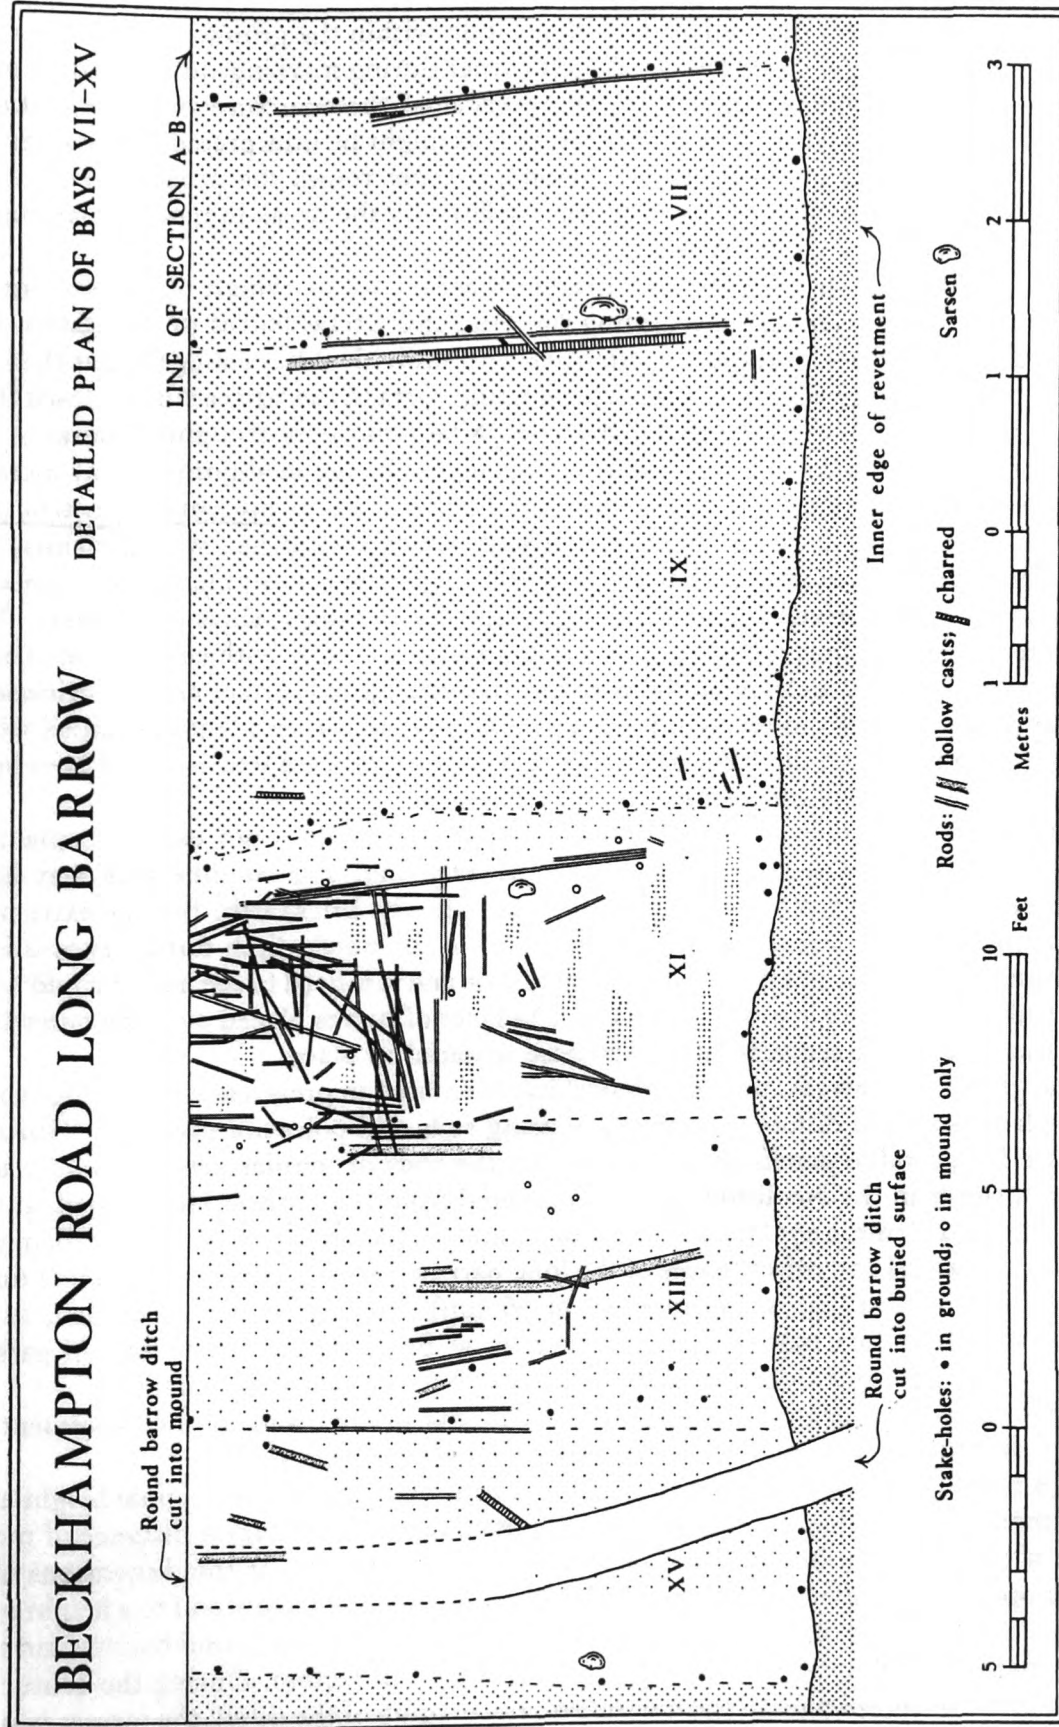 BECKHAMPTON ROAD LONG BARROW
DETAILED PLAN OF BAYS VII–XV
Round barrow ditch
cut into mound
LINE OF SECTION A–B
XV
XIII
XI
IX
VII
Round barrow ditch
cut into buried surface
Inner edge of revetment
Stake-holes: • in ground; o in mound only
Rods: hollow casts; charred
Sarsen
5 0 5 10
Feet
Metres
1 0 1 2 3